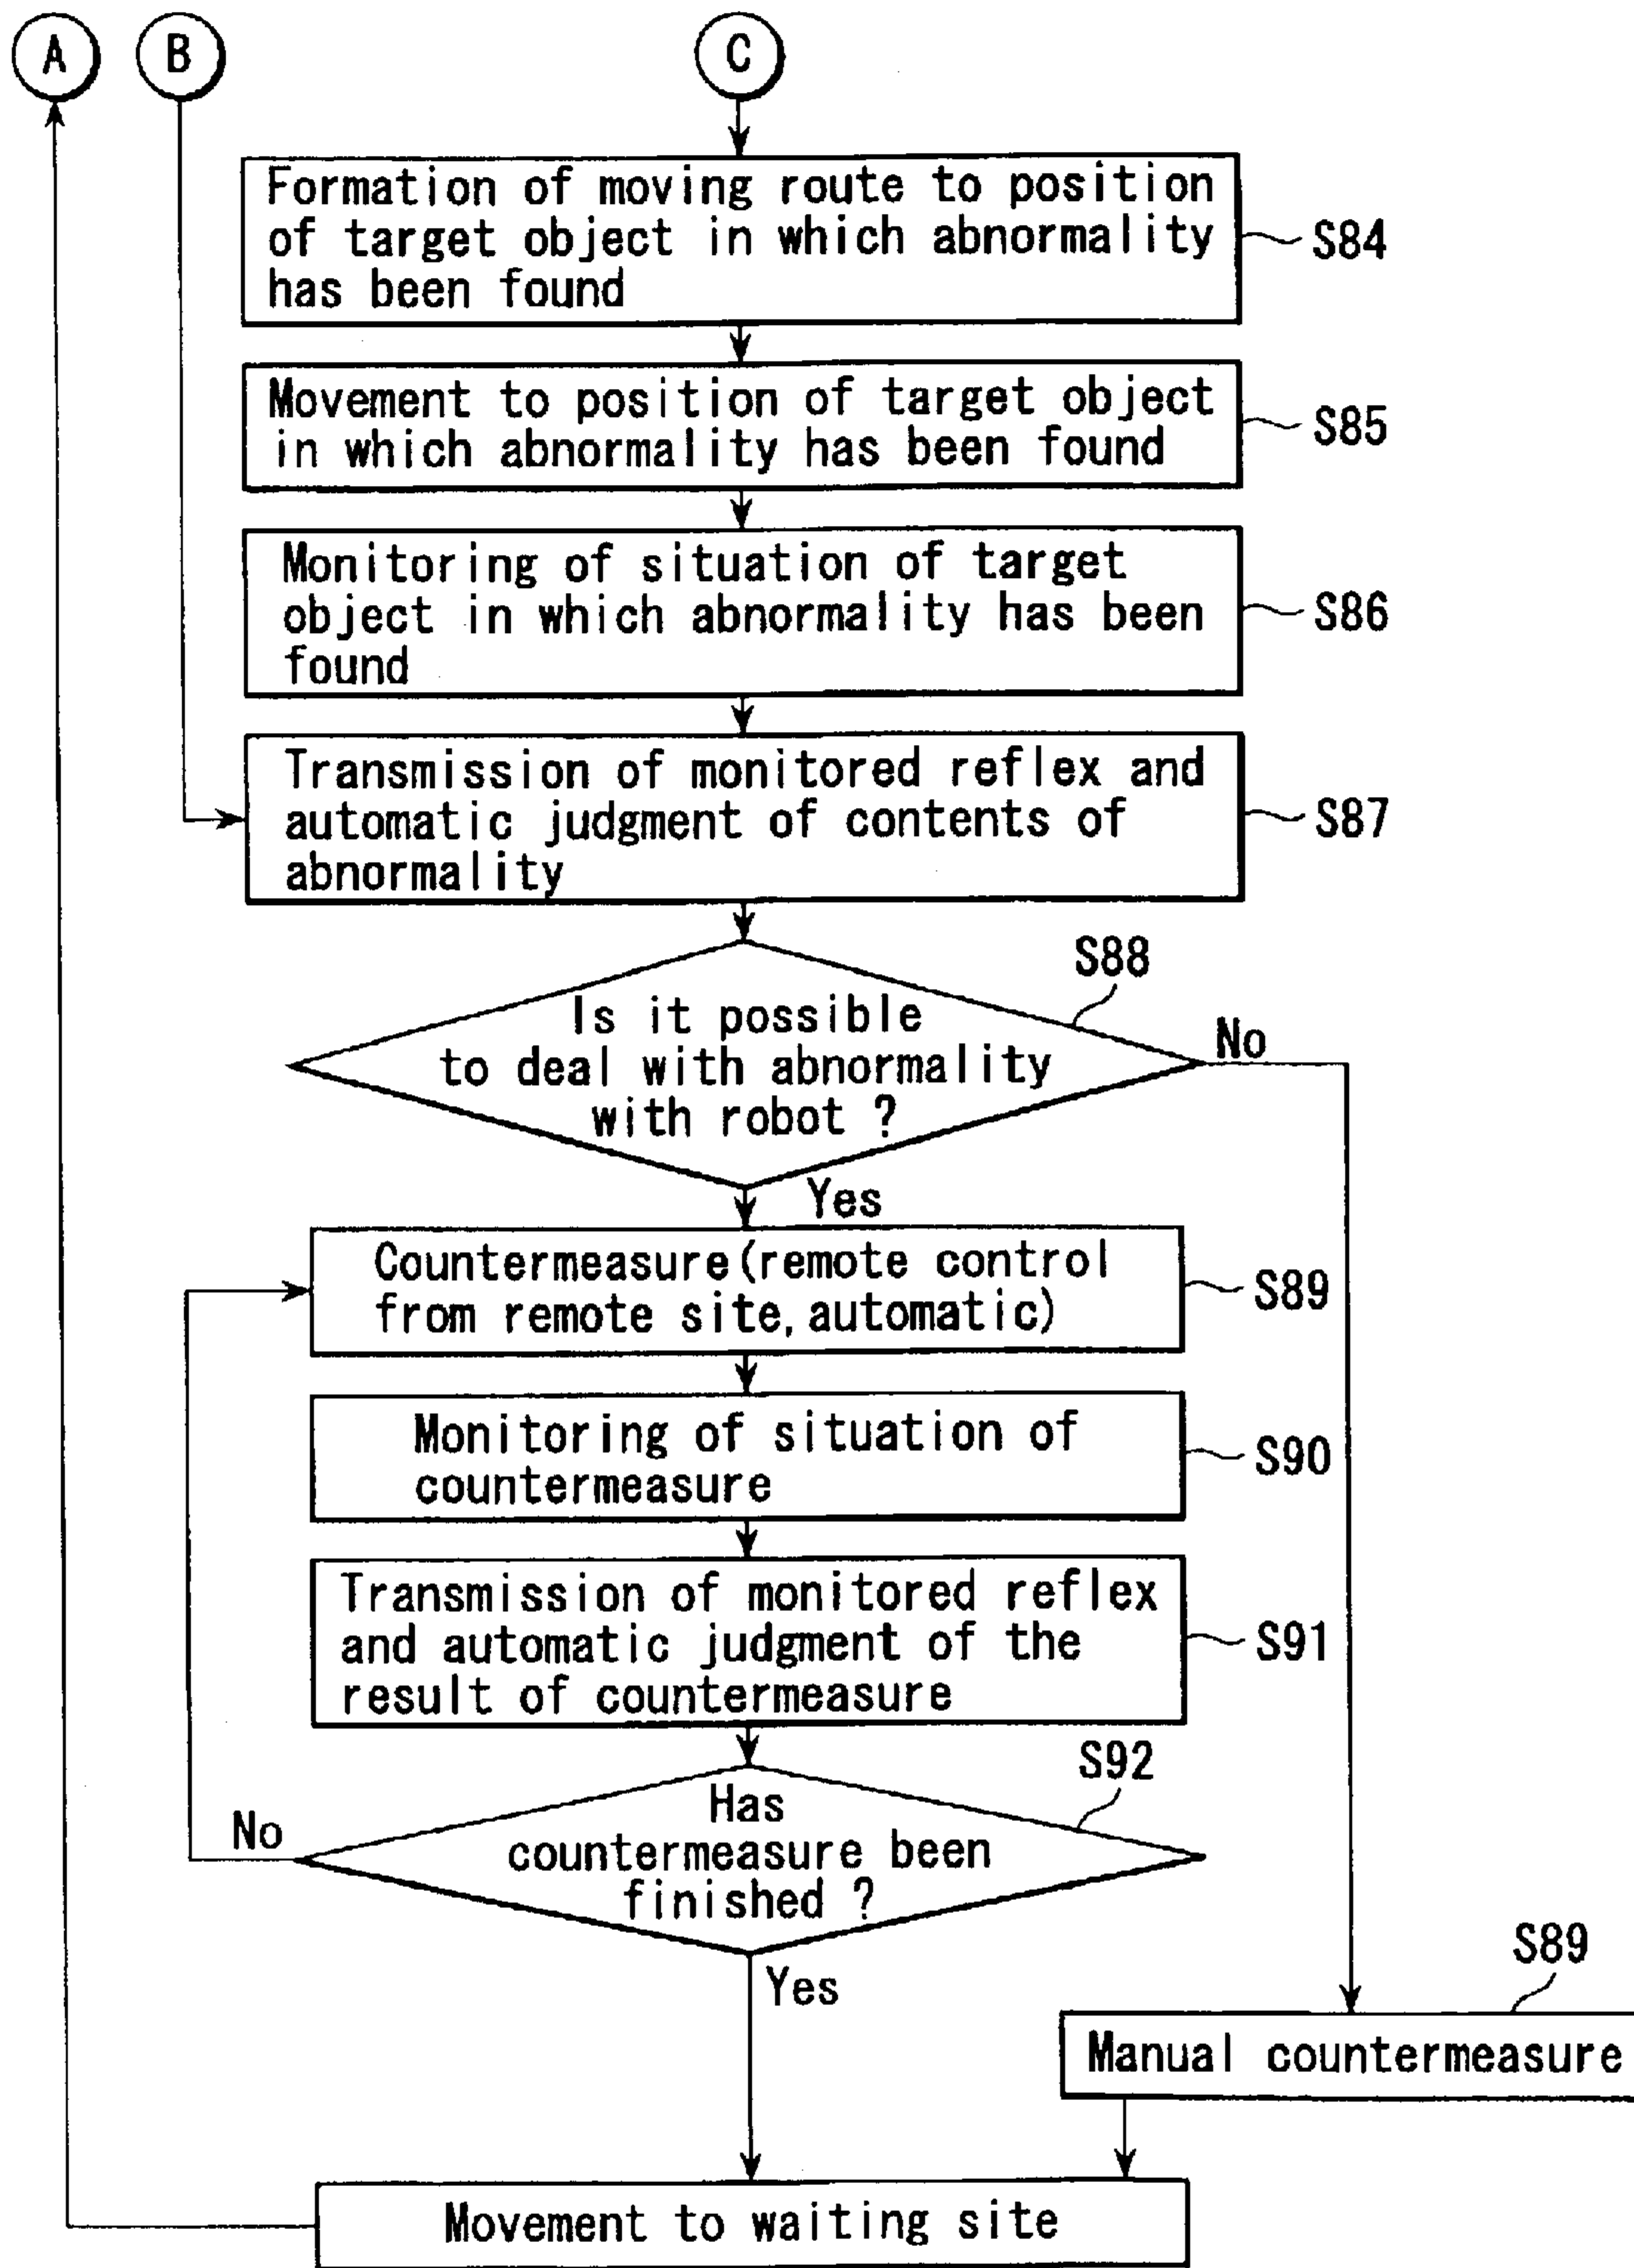 A
B
C
Formation of moving route to position
of target object in which abnormality
has been found
S84
Movement to position of target object
in which abnormality has been found
S85
Monitoring of situation of target
object in which abnormality has been
found
S86
Transmission of monitored reflex and
automatic judgment of contents of
abnormality
S87
S88
Is it possible
to deal with abnormality
with robot ?
No
Yes
Countermeasure(remote control
from remote site,automatic)
S89
Monitoring of situation of
countermeasure
S90
Transmission of monitored reflex
and automatic judgment of the
result of countermeasure
S91
S92
Has
countermeasure been
finished ?
No
Yes
S89
Manual countermeasure
Movement to waiting site